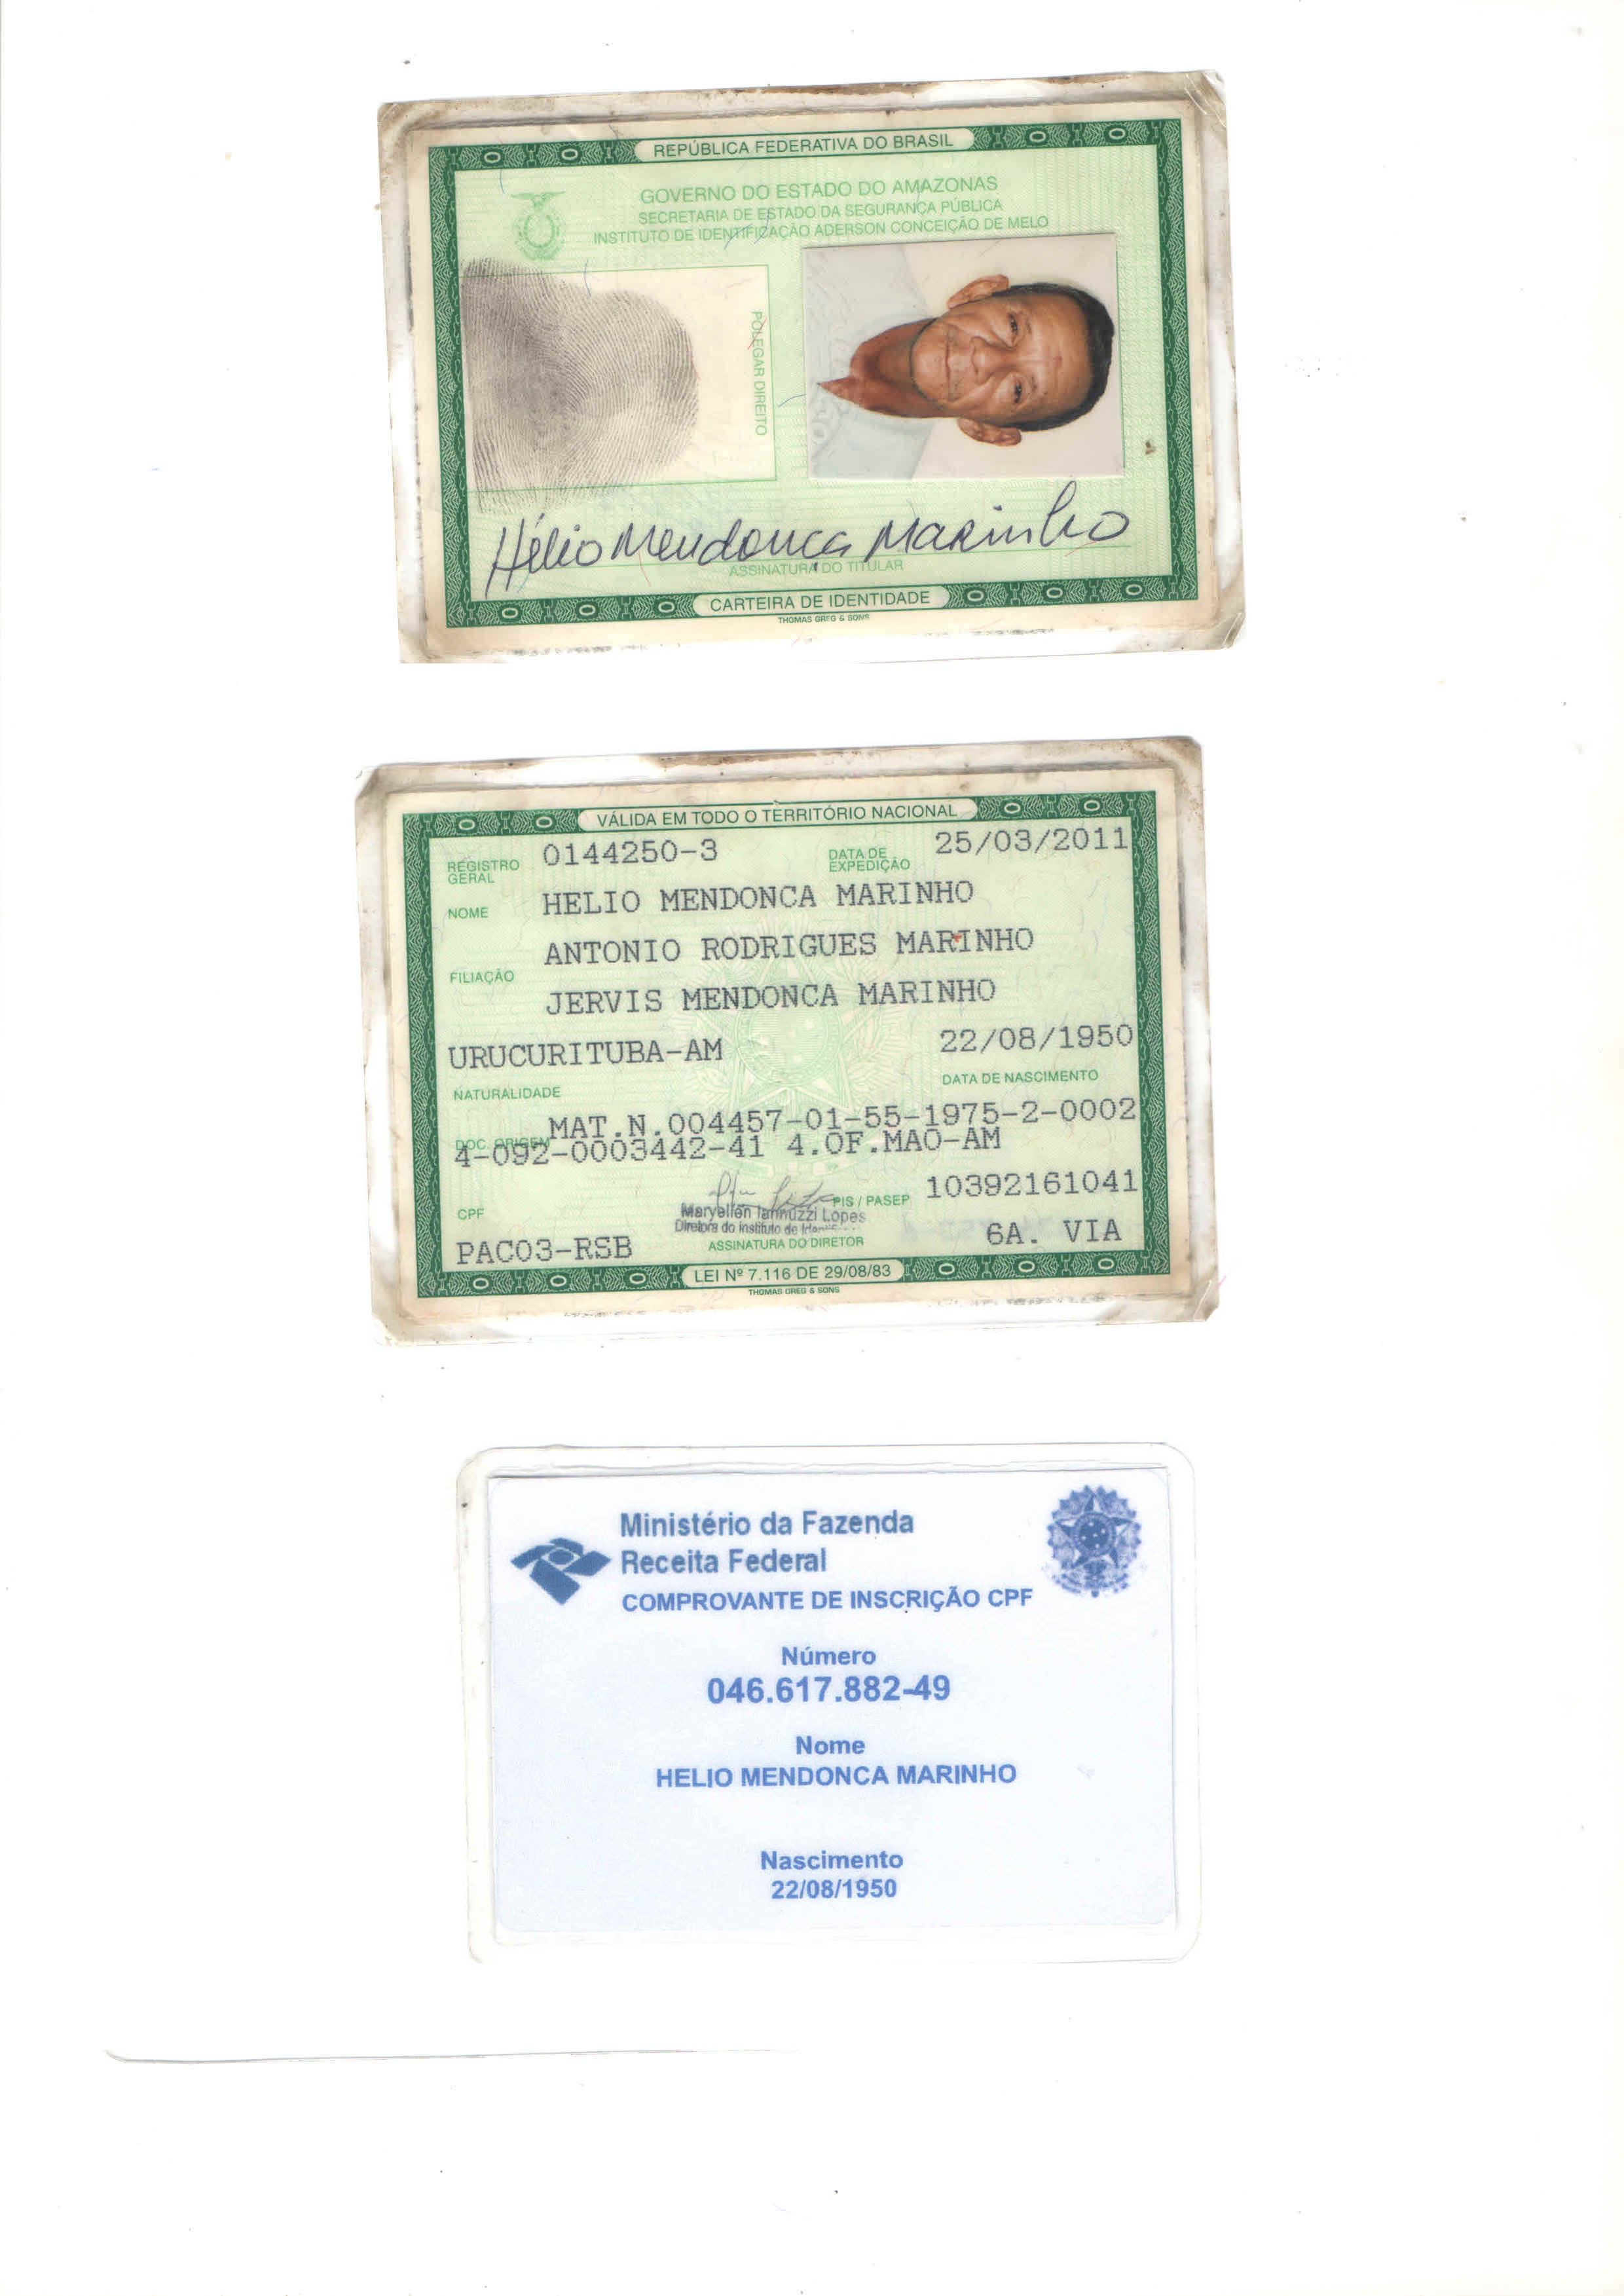 REPÚBLICA FEDERATIVA DO BRASIL
GOVERNO DO ESTADO DO AMAZONAS
SECRETARIA DE ESTADO DA SEGURANÇA PÚBLICA
INSTITUTO DE IDENTIFICAÇÃO ADERSON CONCEIÇÃO DE MELO
POLEGAR DIREITO
Hélio Mendonça Marinho
ASSINATURA DO TITULAR
CARTEIRA DE IDENTIDADE
THOMAS GREG & SONS
VÁLIDA EM TODO O TERRITÓRIO NACIONAL
REGISTRO GERAL 0144250-3 DATA DE EXPEDIÇÃO 25/03/2011
NOME HELIO MENDONCA MARINHO
ANTONIO RODRIGUES MARINHO
FILIAÇÃO
JERVIS MENDONCA MARINHO
URUCURITUBA-AM 22/08/1950
NATURALIDADE DATA DE NASCIMENTO
DOC. ORIGEM MAT.N.004457-01-55-1975-2-0002
4-092-0003442-41 4.OF.MAO-AM
CPF PIS / PASEP 10392161041
Maryellen Iannuzzi Lopes
Diretora do Instituto de
PAC03-RSB ASSINATURA DO DIRETOR 6A. VIA
LEI Nº 7.116 DE 29/08/83
THOMAS GREG & SONS
Ministério da Fazenda
Receita Federal
COMPROVANTE DE INSCRIÇÃO CPF
Número
046.617.882-49
Nome
HELIO MENDONCA MARINHO
Nascimento
22/08/1950